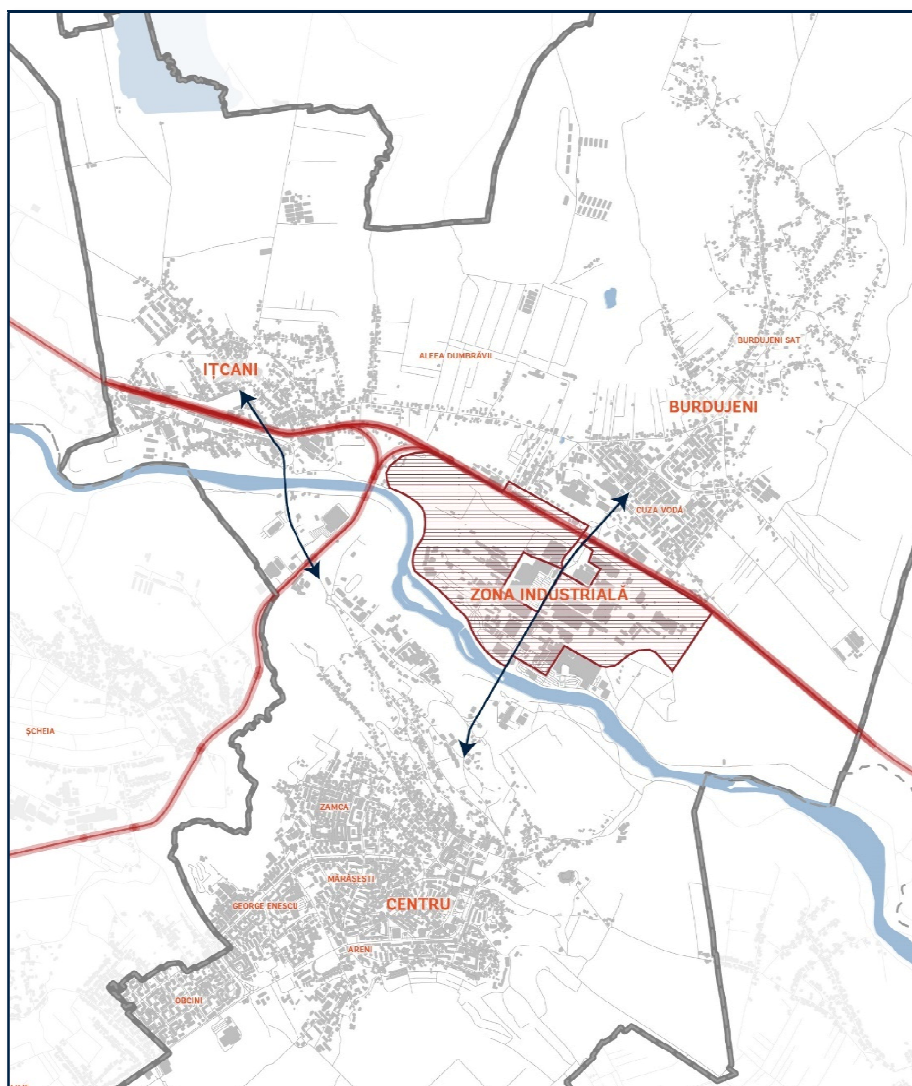 ALEEA DUMBRĂVII
BURDUJENI SAT
IȚCANI
BURDUJENI
CUZA VODĂ
ZONA INDUSTRIALĂ
ȘCHEIA
ZAMCA
MĂRĂȘEȘTI
GEORGE ENESCU
CENTRU
ARENI
OBCINI